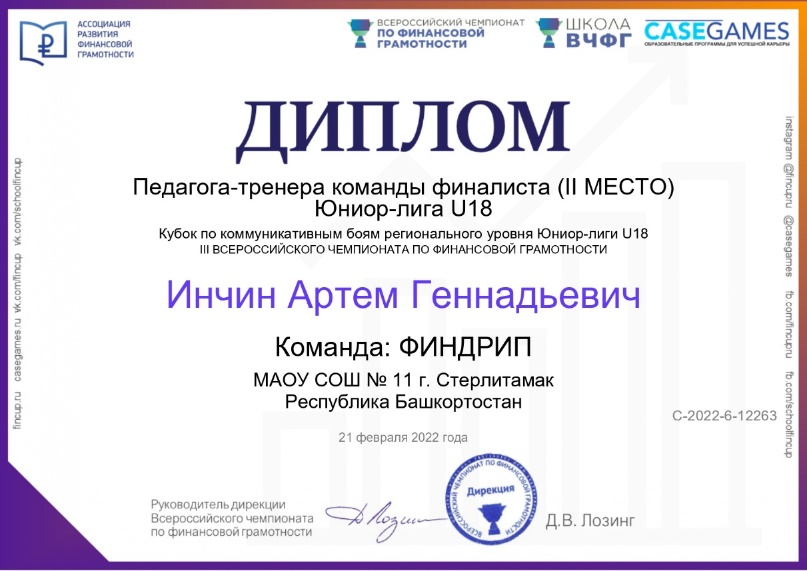 АССОЦИАЦИЯ
РАЗВИТИЯ
ФИНАНСОВОЙ
ГРАМОТНОСТИ
ВСЕРОССИЙСКИЙ ЧЕМПИОНАТ
ПО ФИНАНСОВОЙ
ГРАМОТНОСТИ
ШКОЛА
ВЧФГ
CASEGAMES
ОБРАЗОВАТЕЛЬНЫЕ ПРОГРАММЫ ДЛЯ УСПЕШНОЙ КАРЬЕРЫ
ДИПЛОМ
Педагога-тренера команды финалиста (II МЕСТО)
Юниор-лига U18
Кубок по коммуникативным боям регионального уровня Юниор-лиги U18
III ВСЕРОССИЙСКОГО ЧЕМПИОНАТА ПО ФИНАНСОВОЙ ГРАМОТНОСТИ
Инчин Артем Геннадьевич
Команда: ФИНДРИП
МАОУ СОШ № 11 г. Стерлитамак
Республика Башкортостан
С-2022-6-12263
21 февраля 2022 года
Руководитель дирекции
Всероссийского чемпионата
по финансовой грамотности
ВСЕРОССИЙСКИЙ ЧЕМПИОНАТ ПО ФИНАНСОВОЙ ГРАМОТНОСТИ
Дирекция
Д.В. Лозинг
fincup.ru casegames.ru vk.com/fincup vk.com/schoolfincup
instagram @fincupru @casegames fb.com/fincupru fb.com/schoolfincup